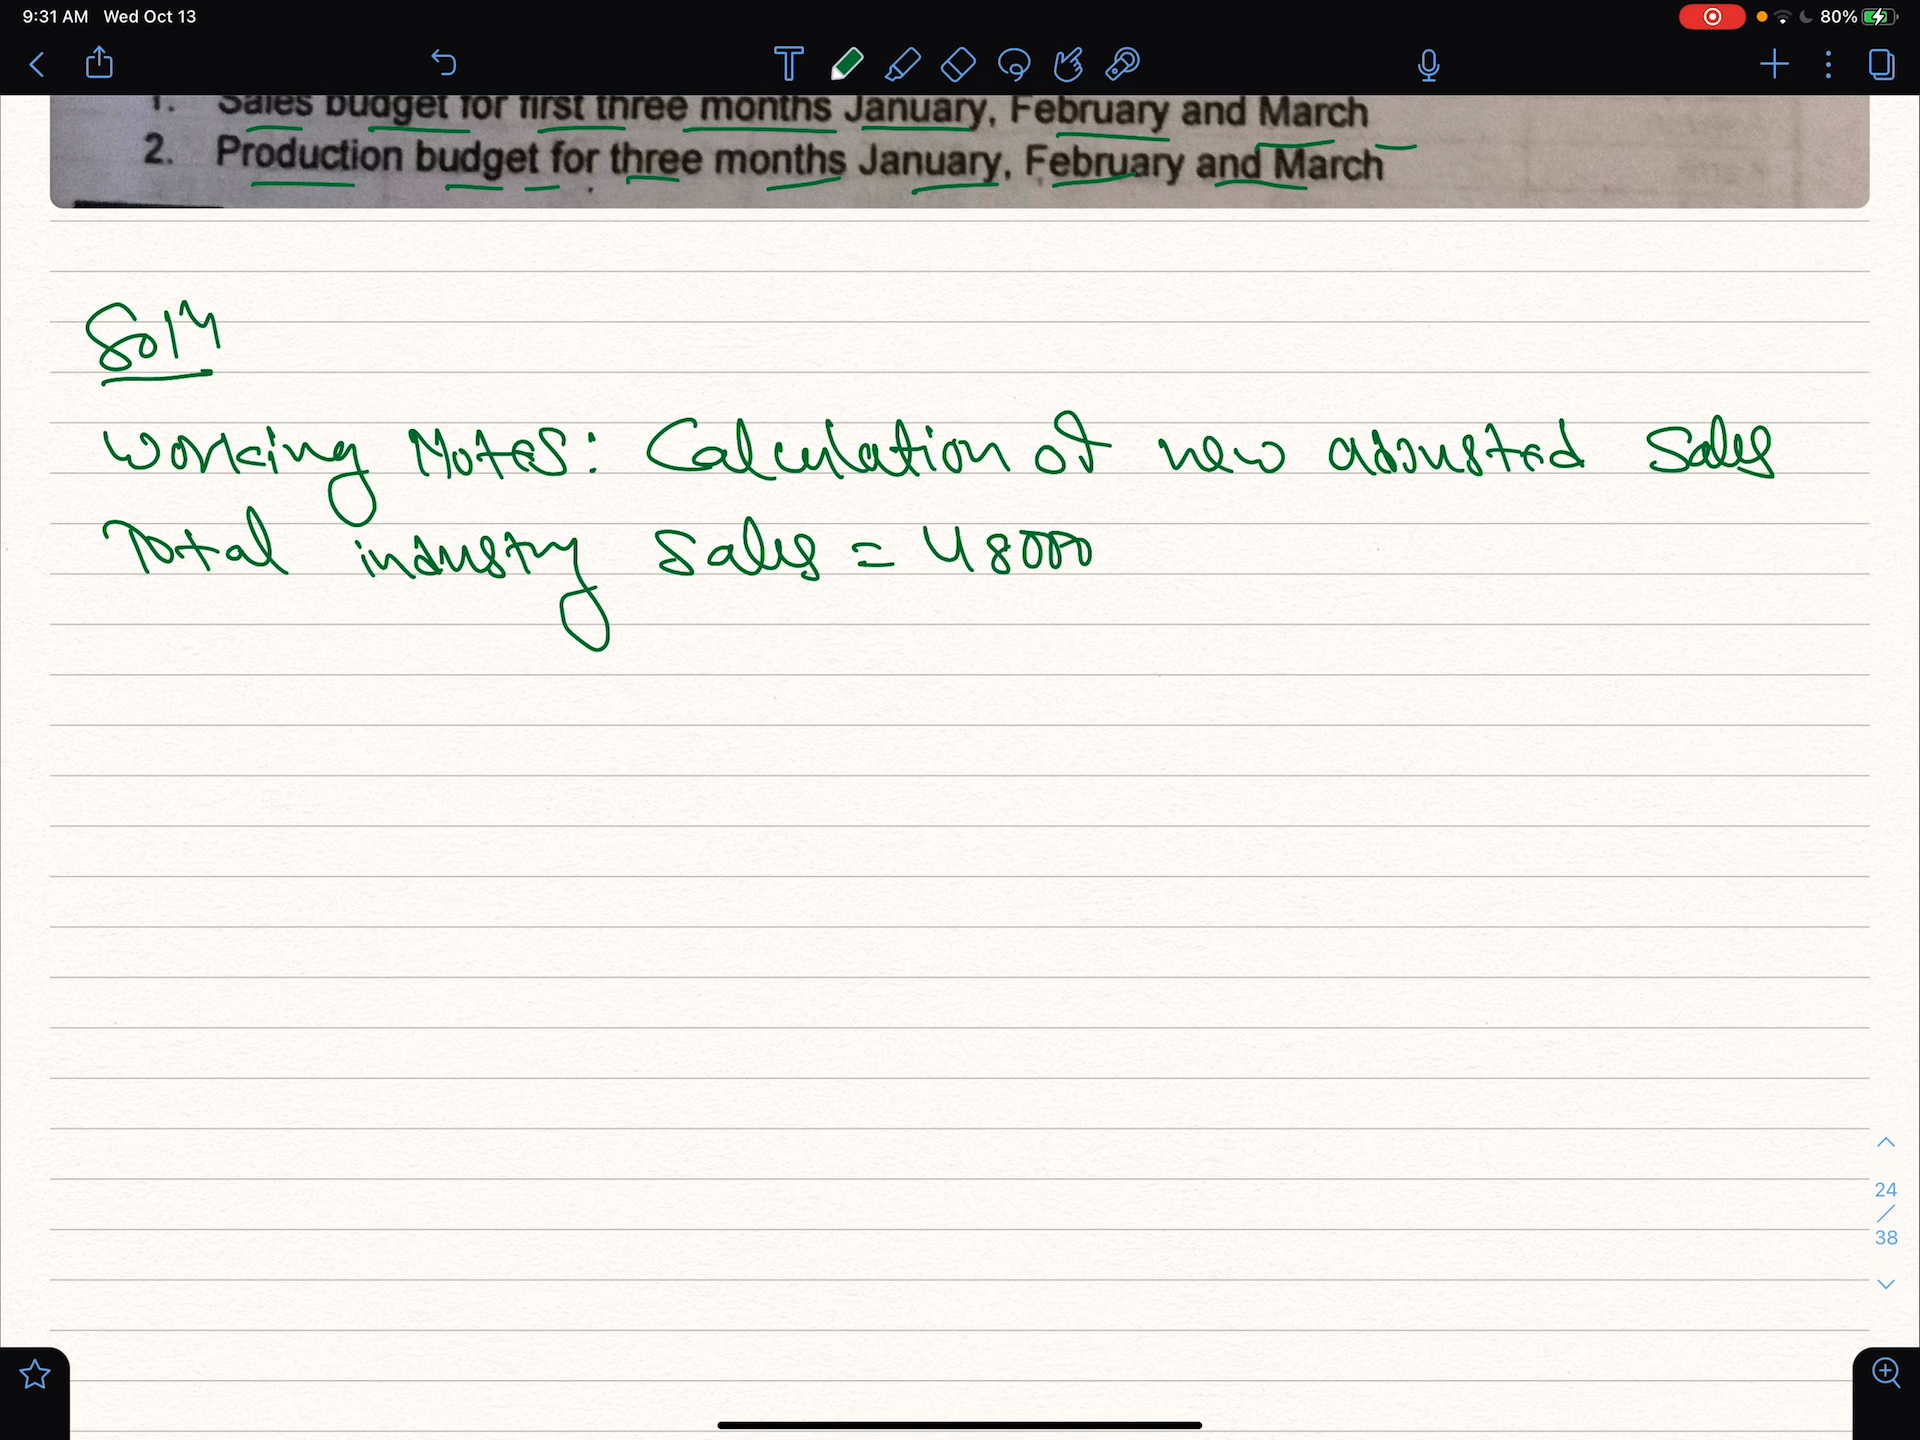 9:31 AM Wed Oct 13
80%
1. Sales budget for first three months January, February and March
2. Production budget for three months January, February and March
Solⁿ
Working Notes: Calculation of new adjusted Sales
Total industry sales = 48000
24
/
38